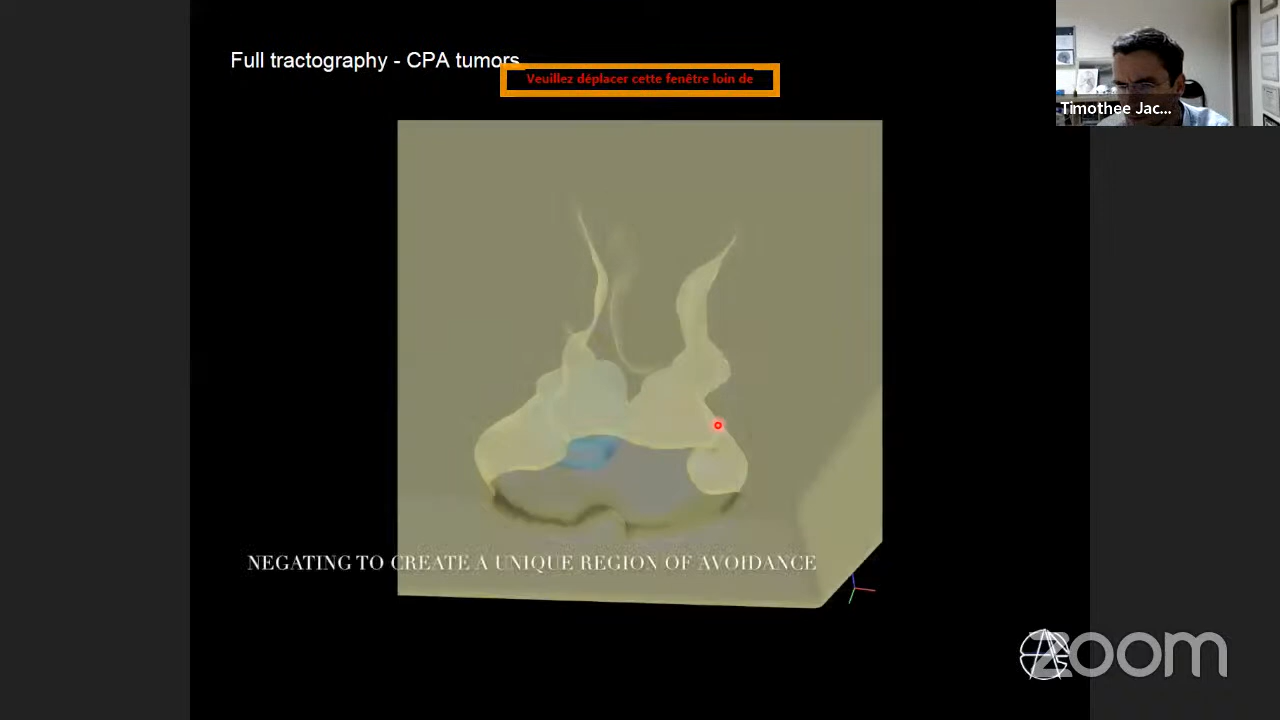 Full tractography - CPA tumors
Veuillez déplacer cette fenêtre loin de
Timothee Jac...
NEGATING TO CREATE A UNIQUE REGION OF AVOIDANCE
zoom